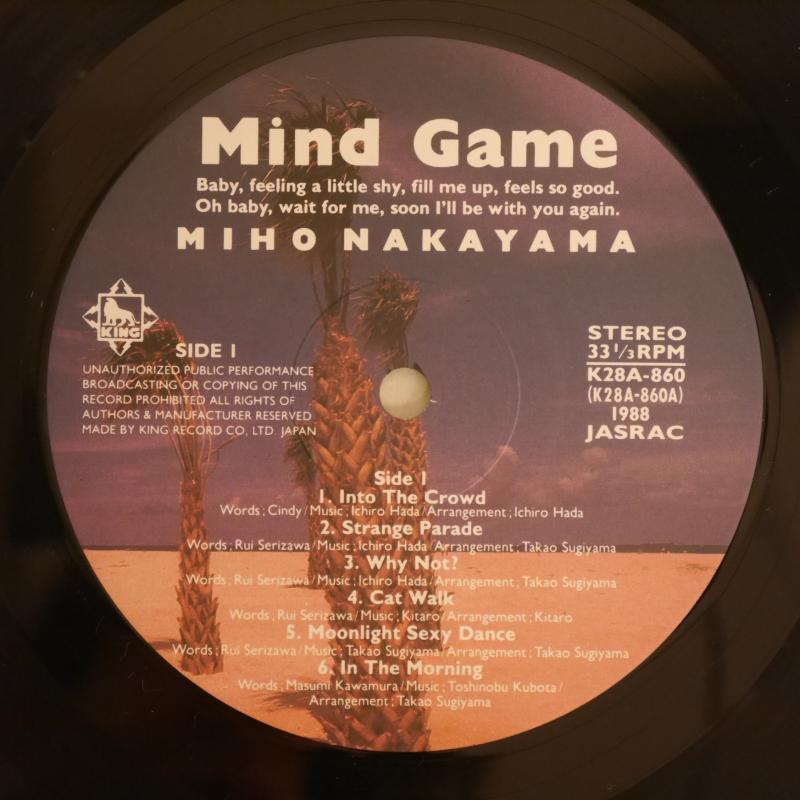 Mind Game
Baby, feeling a little shy, fill me up, feels so good.
Oh baby, wait for me, soon I'll be with you again.
MIHO NAKAYAMA
KING
SIDE 1
UNAUTHORIZED PUBLIC PERFORMANCE
BROADCASTING OR COPYING OF THIS
RECORD PROHIBITED ALL RIGHTS OF
AUTHORS & MANUFACTURER RESERVED
MADE BY KING RECORD CO, LTD. JAPAN
STEREO
33 1/3 RPM
K28A-860
(K28A-860A)
1988
JASRAC
Side 1
1. Into The Crowd
Words ; Cindy / Music ; Ichiro Hada / Arrangement ; Ichiro Hada
2. Strange Parade
Words ; Rui Serizawa / Music ; Ichiro Hada / Arrangement ; Takao Sugiyama
3. Why Not?
Words ; Rui Serizawa / Music ; Ichiro Hada / Arrangement ; Takao Sugiyama
4. Cat Walk
Words ; Rui Serizawa / Music ; Kitaro / Arrangement ; Kitaro
5. Moonlight Sexy Dance
Words ; Rui Serizawa / Music ; Takao Sugiyama / Arrangement ; Takao Sugiyama
6. In The Morning
Words ; Masumi Kawamura / Music ; Toshinobu Kubota /
Arrangement ; Takao Sugiyama